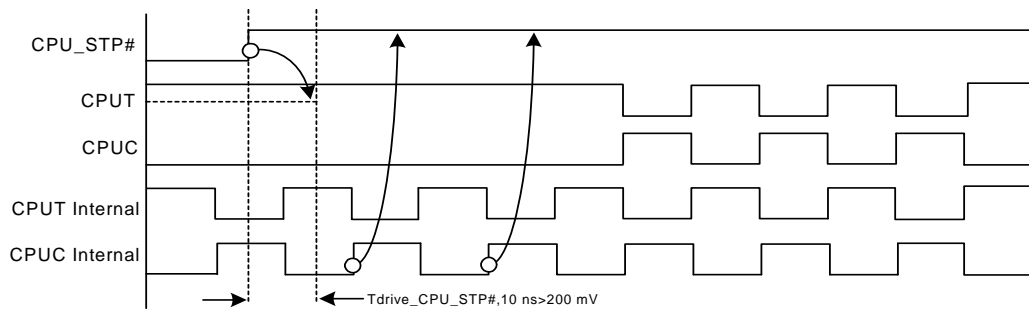 CPU_STP#
CPUT
CPUC
CPUT Internal
CPUC Internal
Tdrive_CPU_STP#,10 ns>200 mV